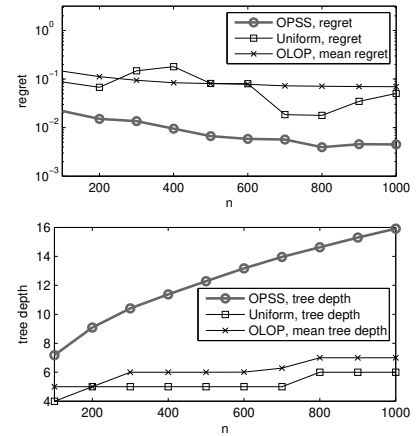 10^0
10^-1
10^-2
10^-3
regret
OPSS, regret
Uniform, regret
OLOP, mean regret
200 400 600 800 1000
n
16
14
12
10
8
6
4
tree depth
OPSS, tree depth
Uniform, tree depth
OLOP, mean tree depth
200 400 600 800 1000
n